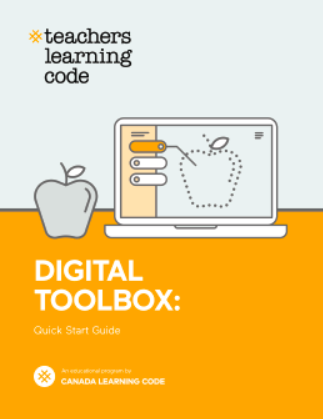 teachers
learning
code
DIGITAL
TOOLBOX:
Quick Start Guide
An educational program by
CANADA LEARNING CODE